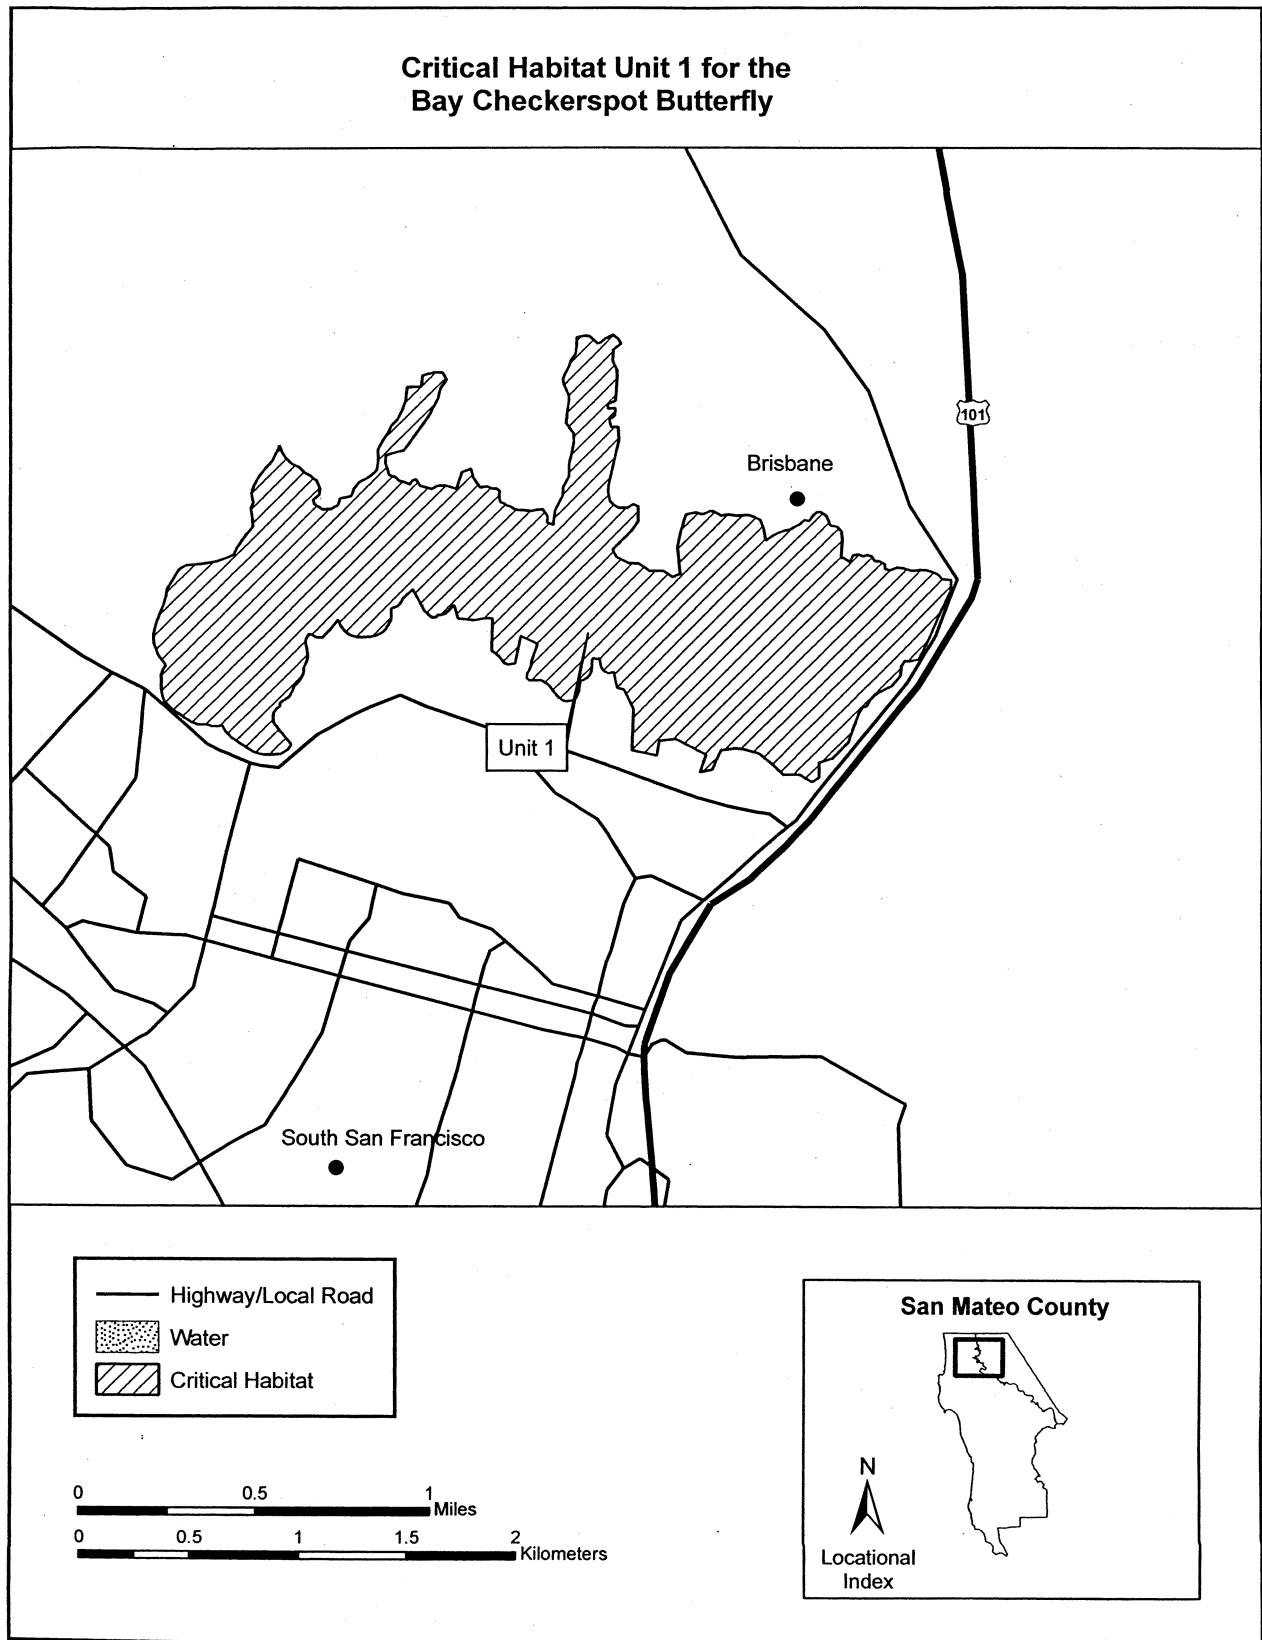 Critical Habitat Unit 1 for the
Bay Checkerspot Butterfly
101
Brisbane
Unit 1
South San Francisco
Highway/Local Road
Water
Critical Habitat
0 0.5 1
Miles
0 0.5 1 1.5 2
Kilometers
San Mateo County
N
Locational
Index